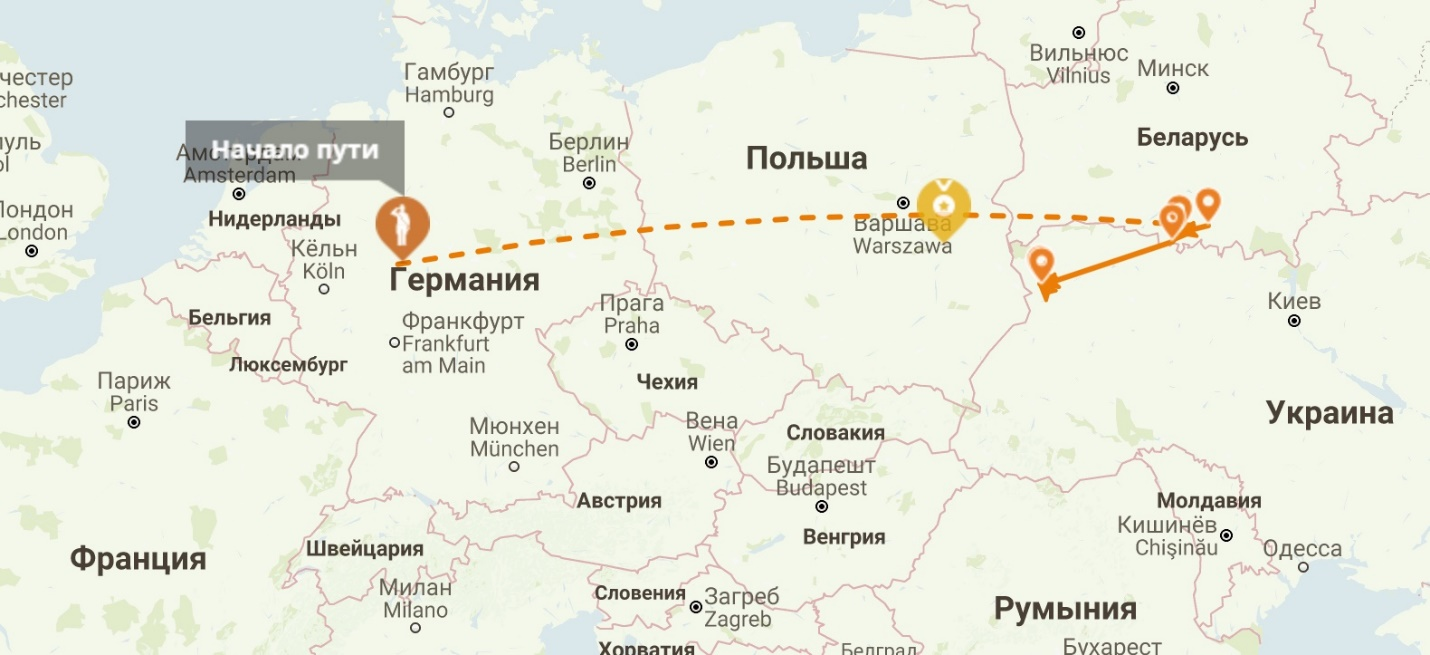 Вильнюс
Vilnius
Минск
Гамбург
Hamburg
честер
chester
Беларусь
Начало пути
Берлин
Berlin
Польша
Amsterdam
Лондон
London
Нидерланды
Варшава
Warszawa
Кёльн
Köln
Германия
Киев
Прага
Praha
Бельгия
Франкфурт
Frankfurt
am Main
Люксембург
Париж
Paris
Чехия
Украина
Мюнхен
München
Вена
Wien
Словакия
Будапешт
Budapest
Австрия
Молдавия
Кишинёв
Chişinău
Одесса
Венгрия
Швейцария
Франция
Милан
Milano
Словения
Загреб
Zagreb
Румыния
Хорватия
Белград
Бухарест